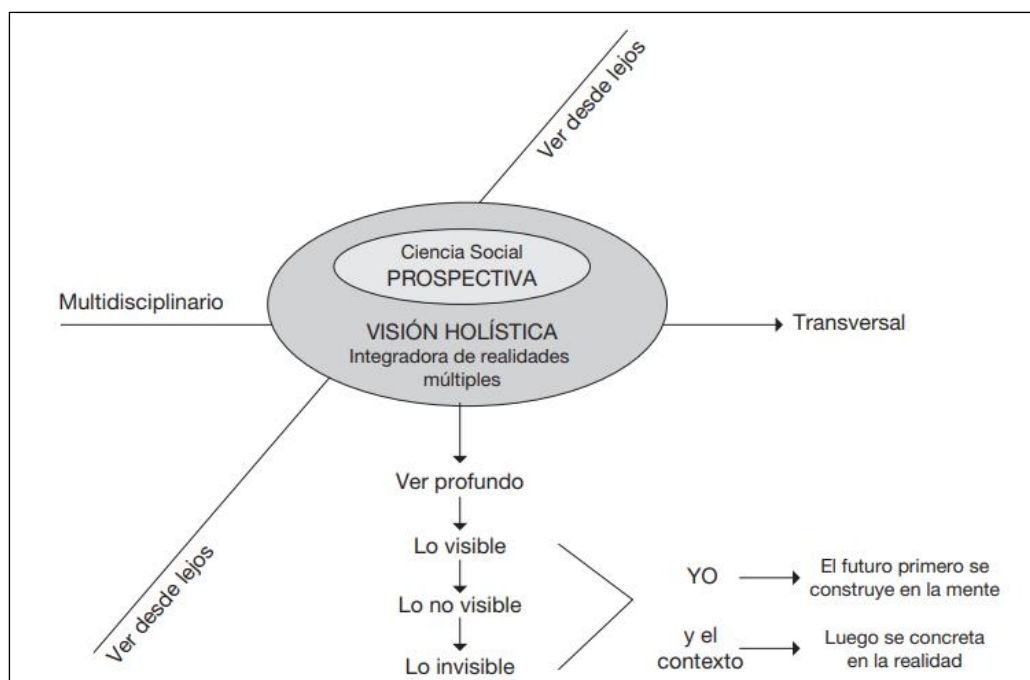 Ver desde lejos
Ciencia Social
PROSPECTIVA
Multidisciplinario
VISIÓN HOLÍSTICA
Integradora de realidades
múltiples
Transversal
Ver profundo
Lo visible
Lo no visible
Lo invisible
Ver desde lejos
YO
El futuro primero se
construye en la mente
y el
contexto
Luego se concreta
en la realidad